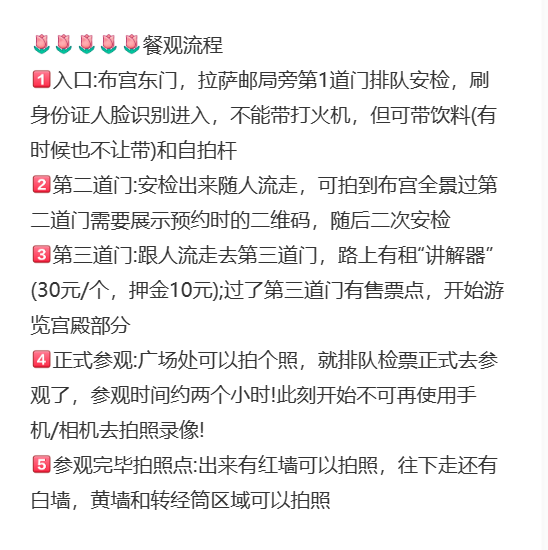 🌷🌷🌷🌷🌷餐观流程
1️⃣入口:布宫东门，拉萨邮局旁第1道门排队安检，刷
身份证人脸识别进入，不能带打火机，但可带饮料(有
时候也不让带)和自拍杆
2️⃣第二道门:安检出来随人流走，可拍到布宫全景过第
二道门需要展示预约时的二维码，随后二次安检
3️⃣第三道门:跟人流走去第三道门，路上有租“讲解器”
(30元/个，押金10元);过了第三道门有售票点，开始游
览宫殿部分
4️⃣正式参观:广场处可以拍个照，就排队检票正式去参
观了，参观时间约两个小时!此刻开始不可再使用手
机/相机去拍照录像!
5️⃣参观完毕拍照点:出来有红墙可以拍照，往下走还有
白墙，黄墙和转经筒区域可以拍照